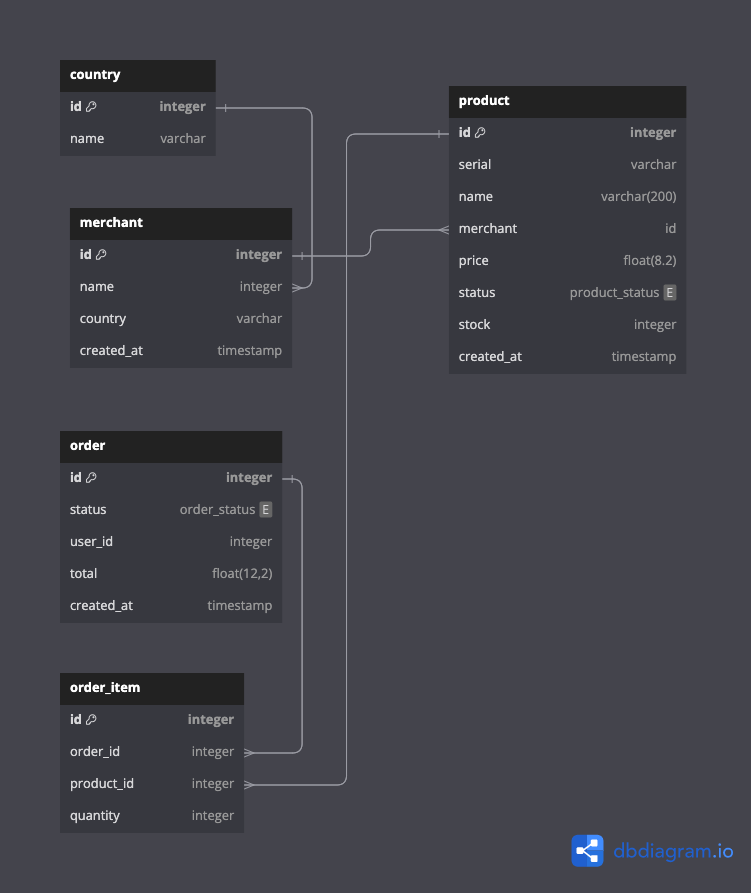 country
id integer
name varchar
merchant
id integer
name integer
country varchar
created_at timestamp
product
id integer
serial varchar
name varchar(200)
merchant id
price float(8.2)
status product_status E
stock integer
created_at timestamp
order
id integer
status order_status E
user_id integer
total float(12,2)
created_at timestamp
order_item
id integer
order_id integer
product_id integer
quantity integer
dbdiagram.io